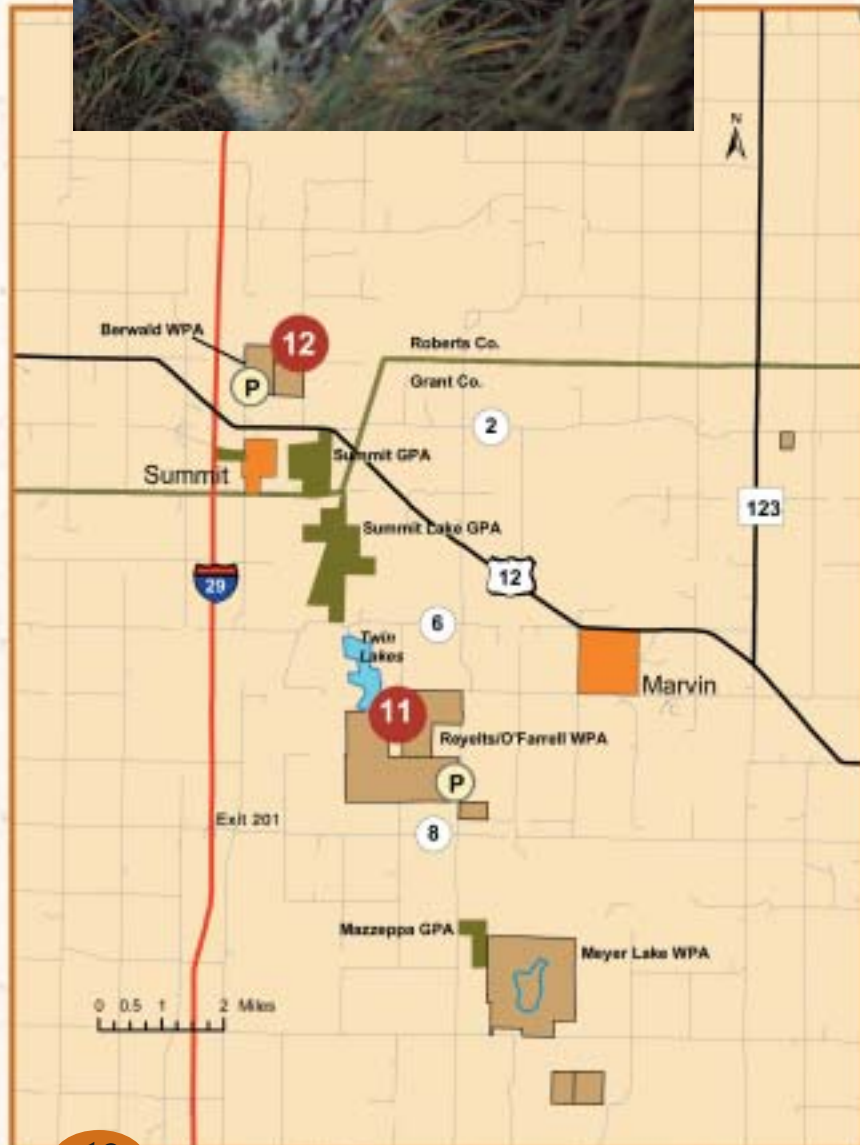 N
Berwald WPA
12
P
Roberts Co.
Grant Co.
2
Summit GPA
Summit
123
Summit Lake GPA
29
12
6
Twin
Lakes
Marvin
11
Reyelts/O'Farrell WPA
P
Exit 201
8
Mazzeppa GPA
Meyer Lake WPA
0 0.5 1 2 Miles